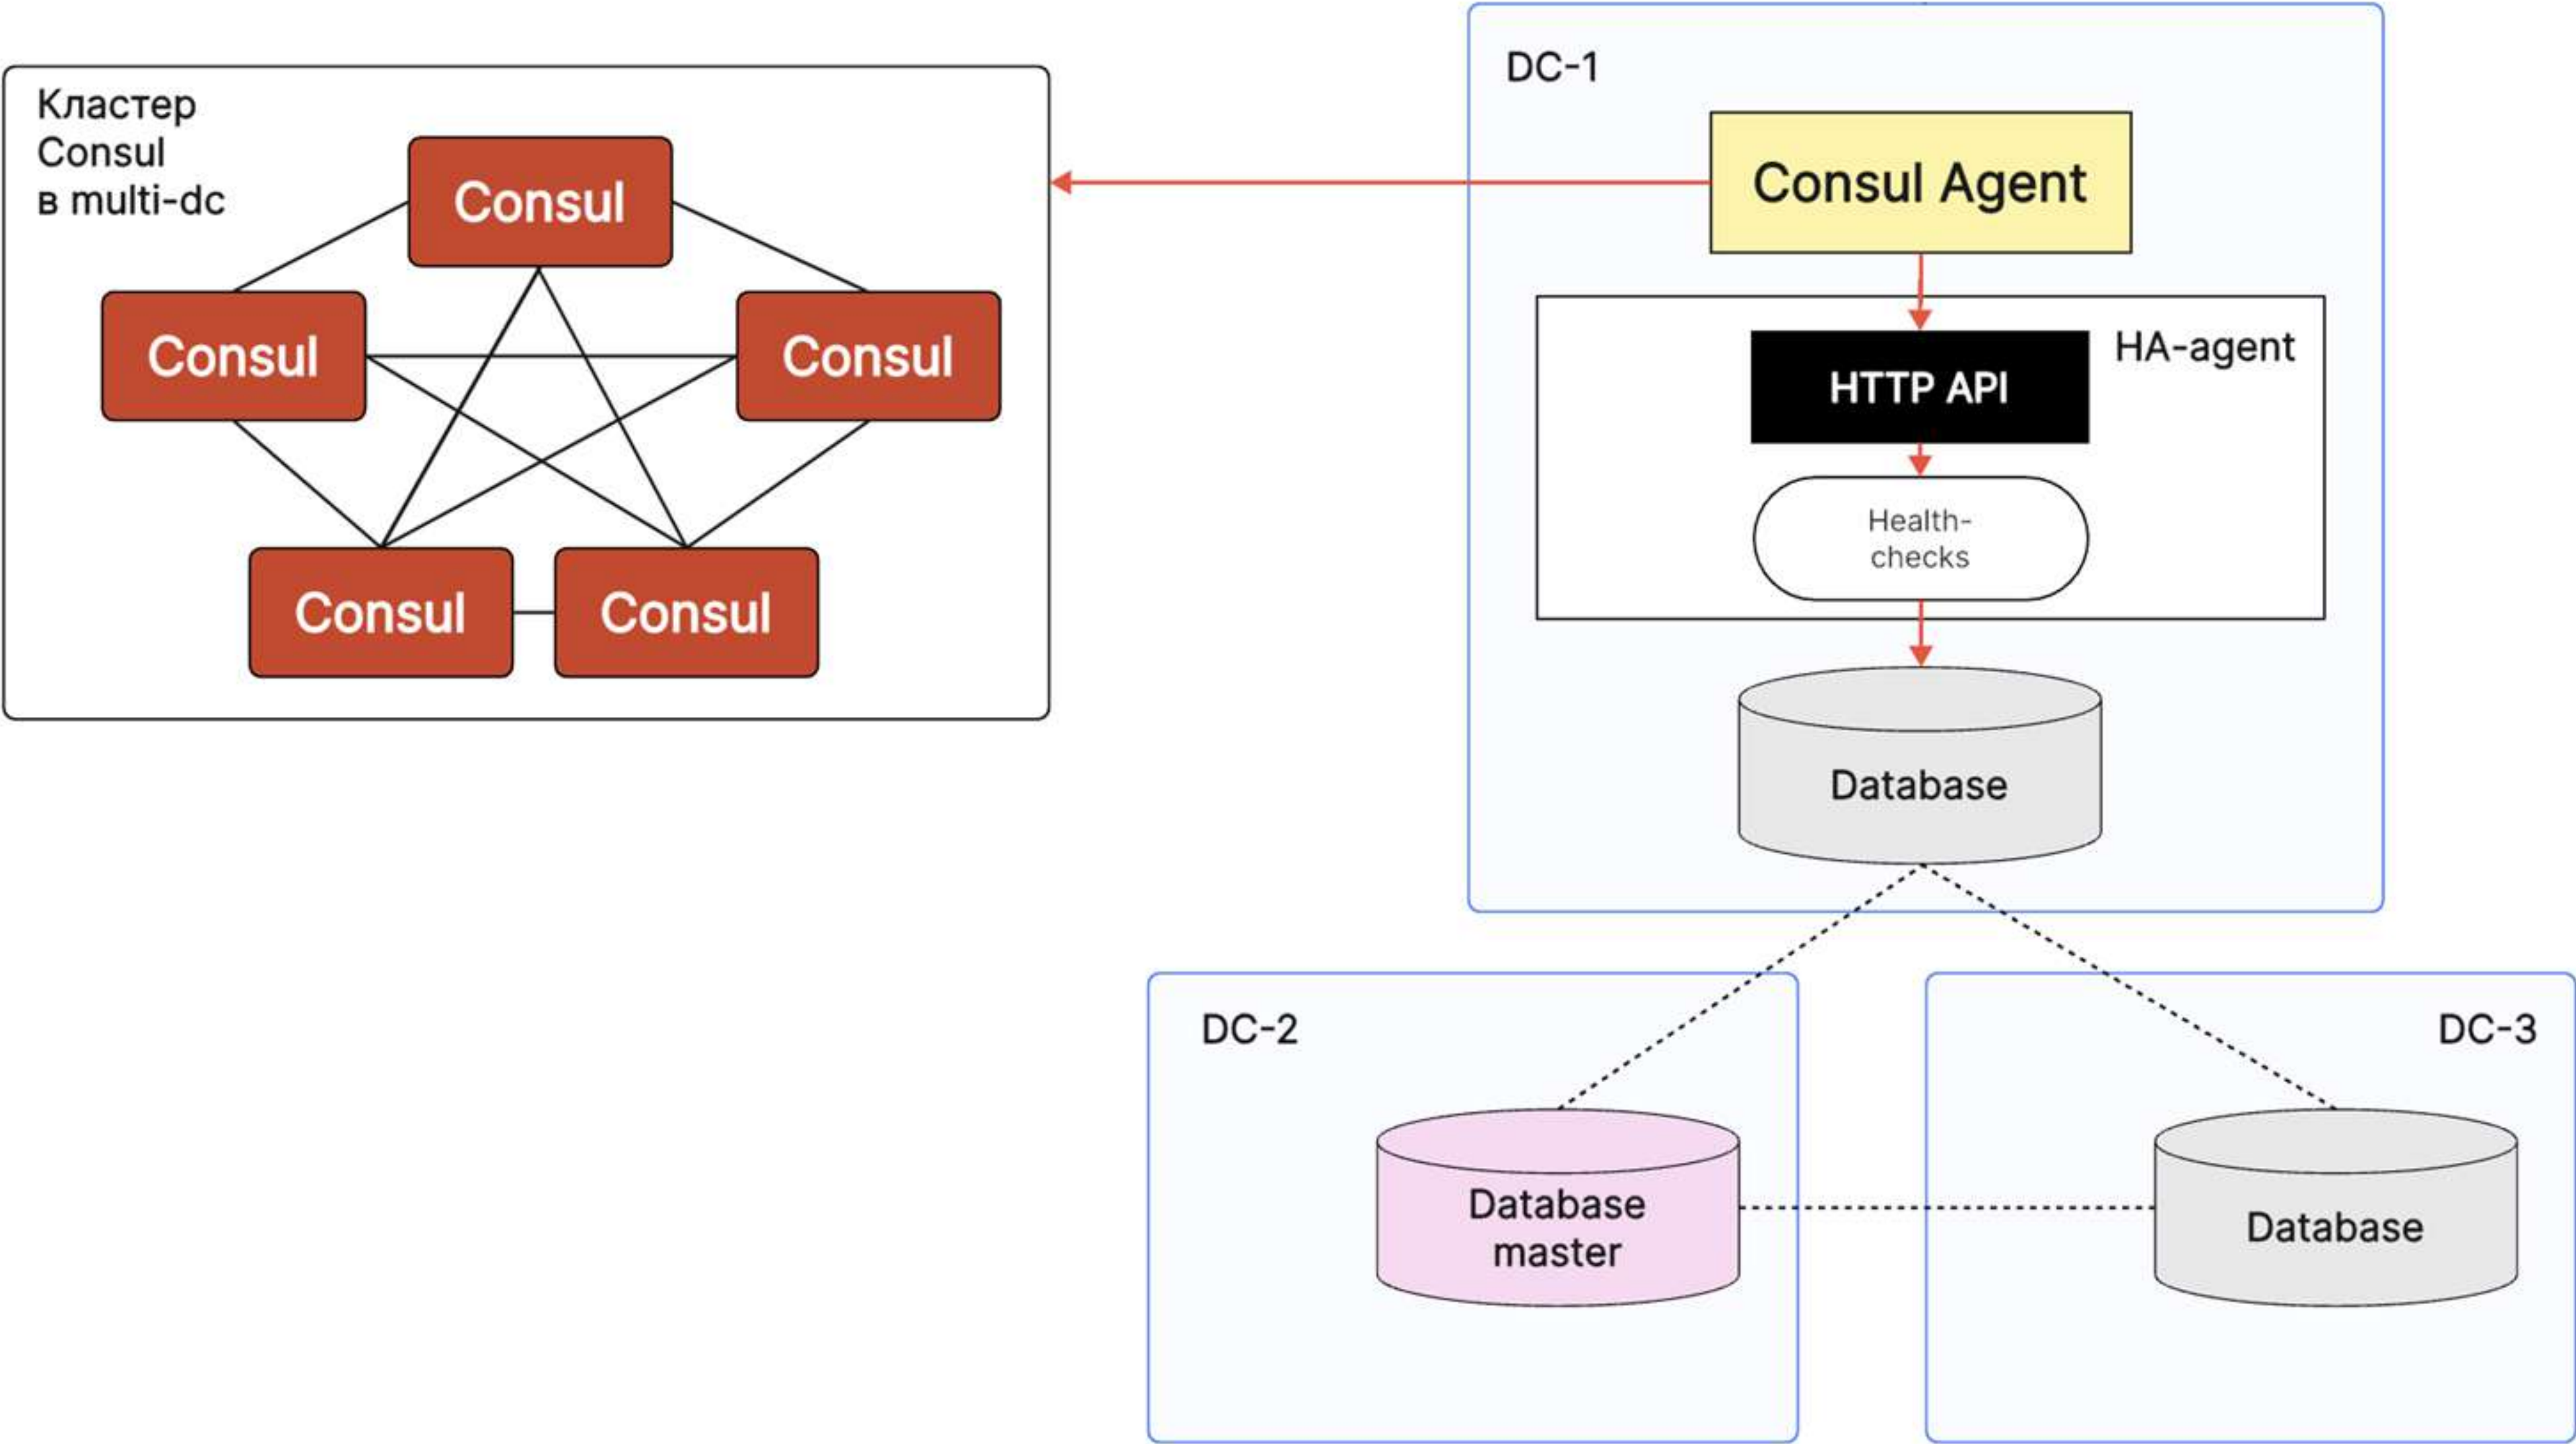 Кластер
Consul
в multi-dc
Consul
Consul
Consul
Consul
Consul
DC-1
Consul Agent
HA-agent
HTTP API
Health-
checks
Database
DC-2
Database
master
DC-3
Database